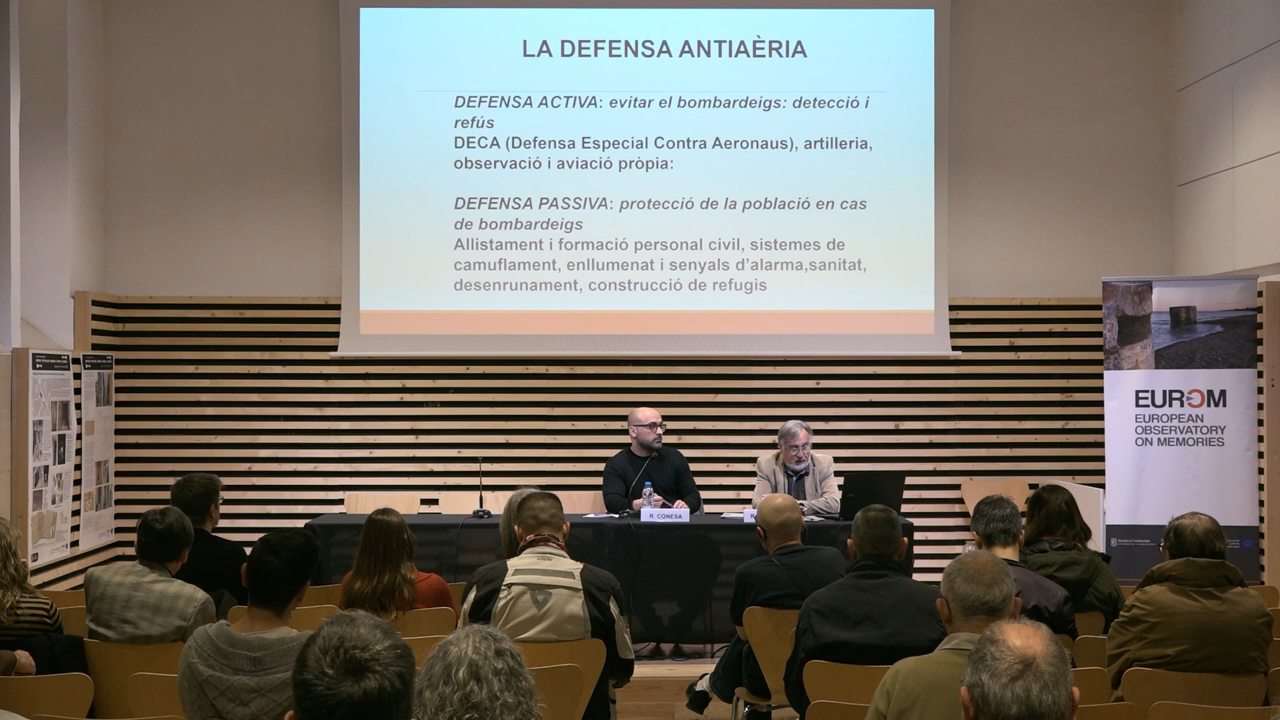 LA DEFENSA ANTIAÈRIA
DEFENSA ACTIVA: evitar el bombardeigs: detecció i
refús
DECA (Defensa Especial Contra Aeronaus), artilleria,
observació i aviació pròpia:
DEFENSA PASSIVA: protecció de la població en cas
de bombardeigs
Allistament i formació personal civil, sistemes de
camuflament, enllumenat i senyals d’alarma,sanitat,
desenrunament, construcció de refugis
EUROM
EUROPEAN
OBSERVATORY
ON MEMORIES
R. CONESA